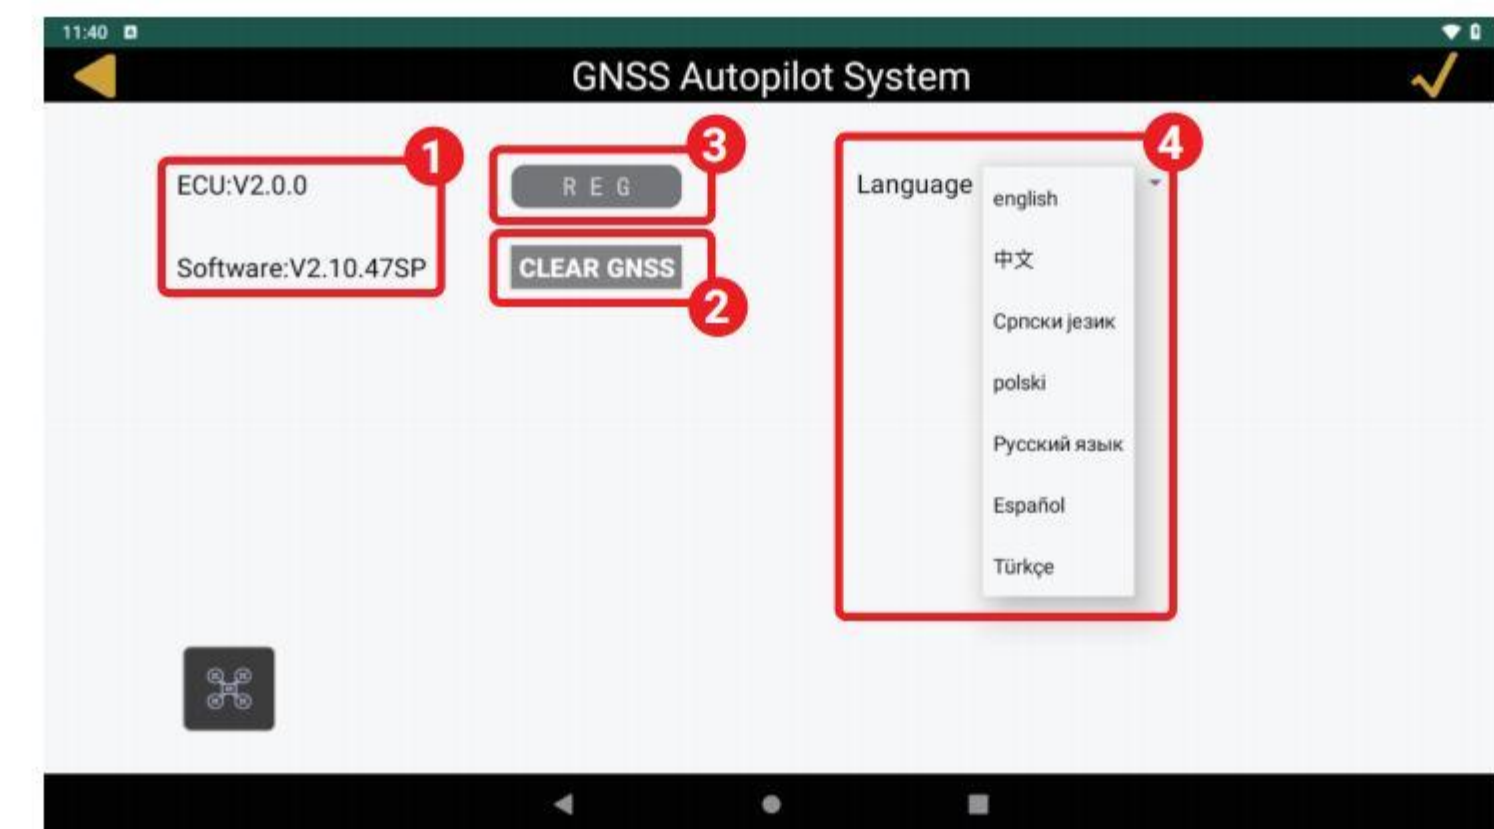 11:40
GNSS Autopilot System
1
ECU:V2.0.0
Software:V2.10.47SP
3
REG
CLEAR GNSS
2
4
Language
english
中文
Српски језик
polski
Русский язык
Español
Türkçe